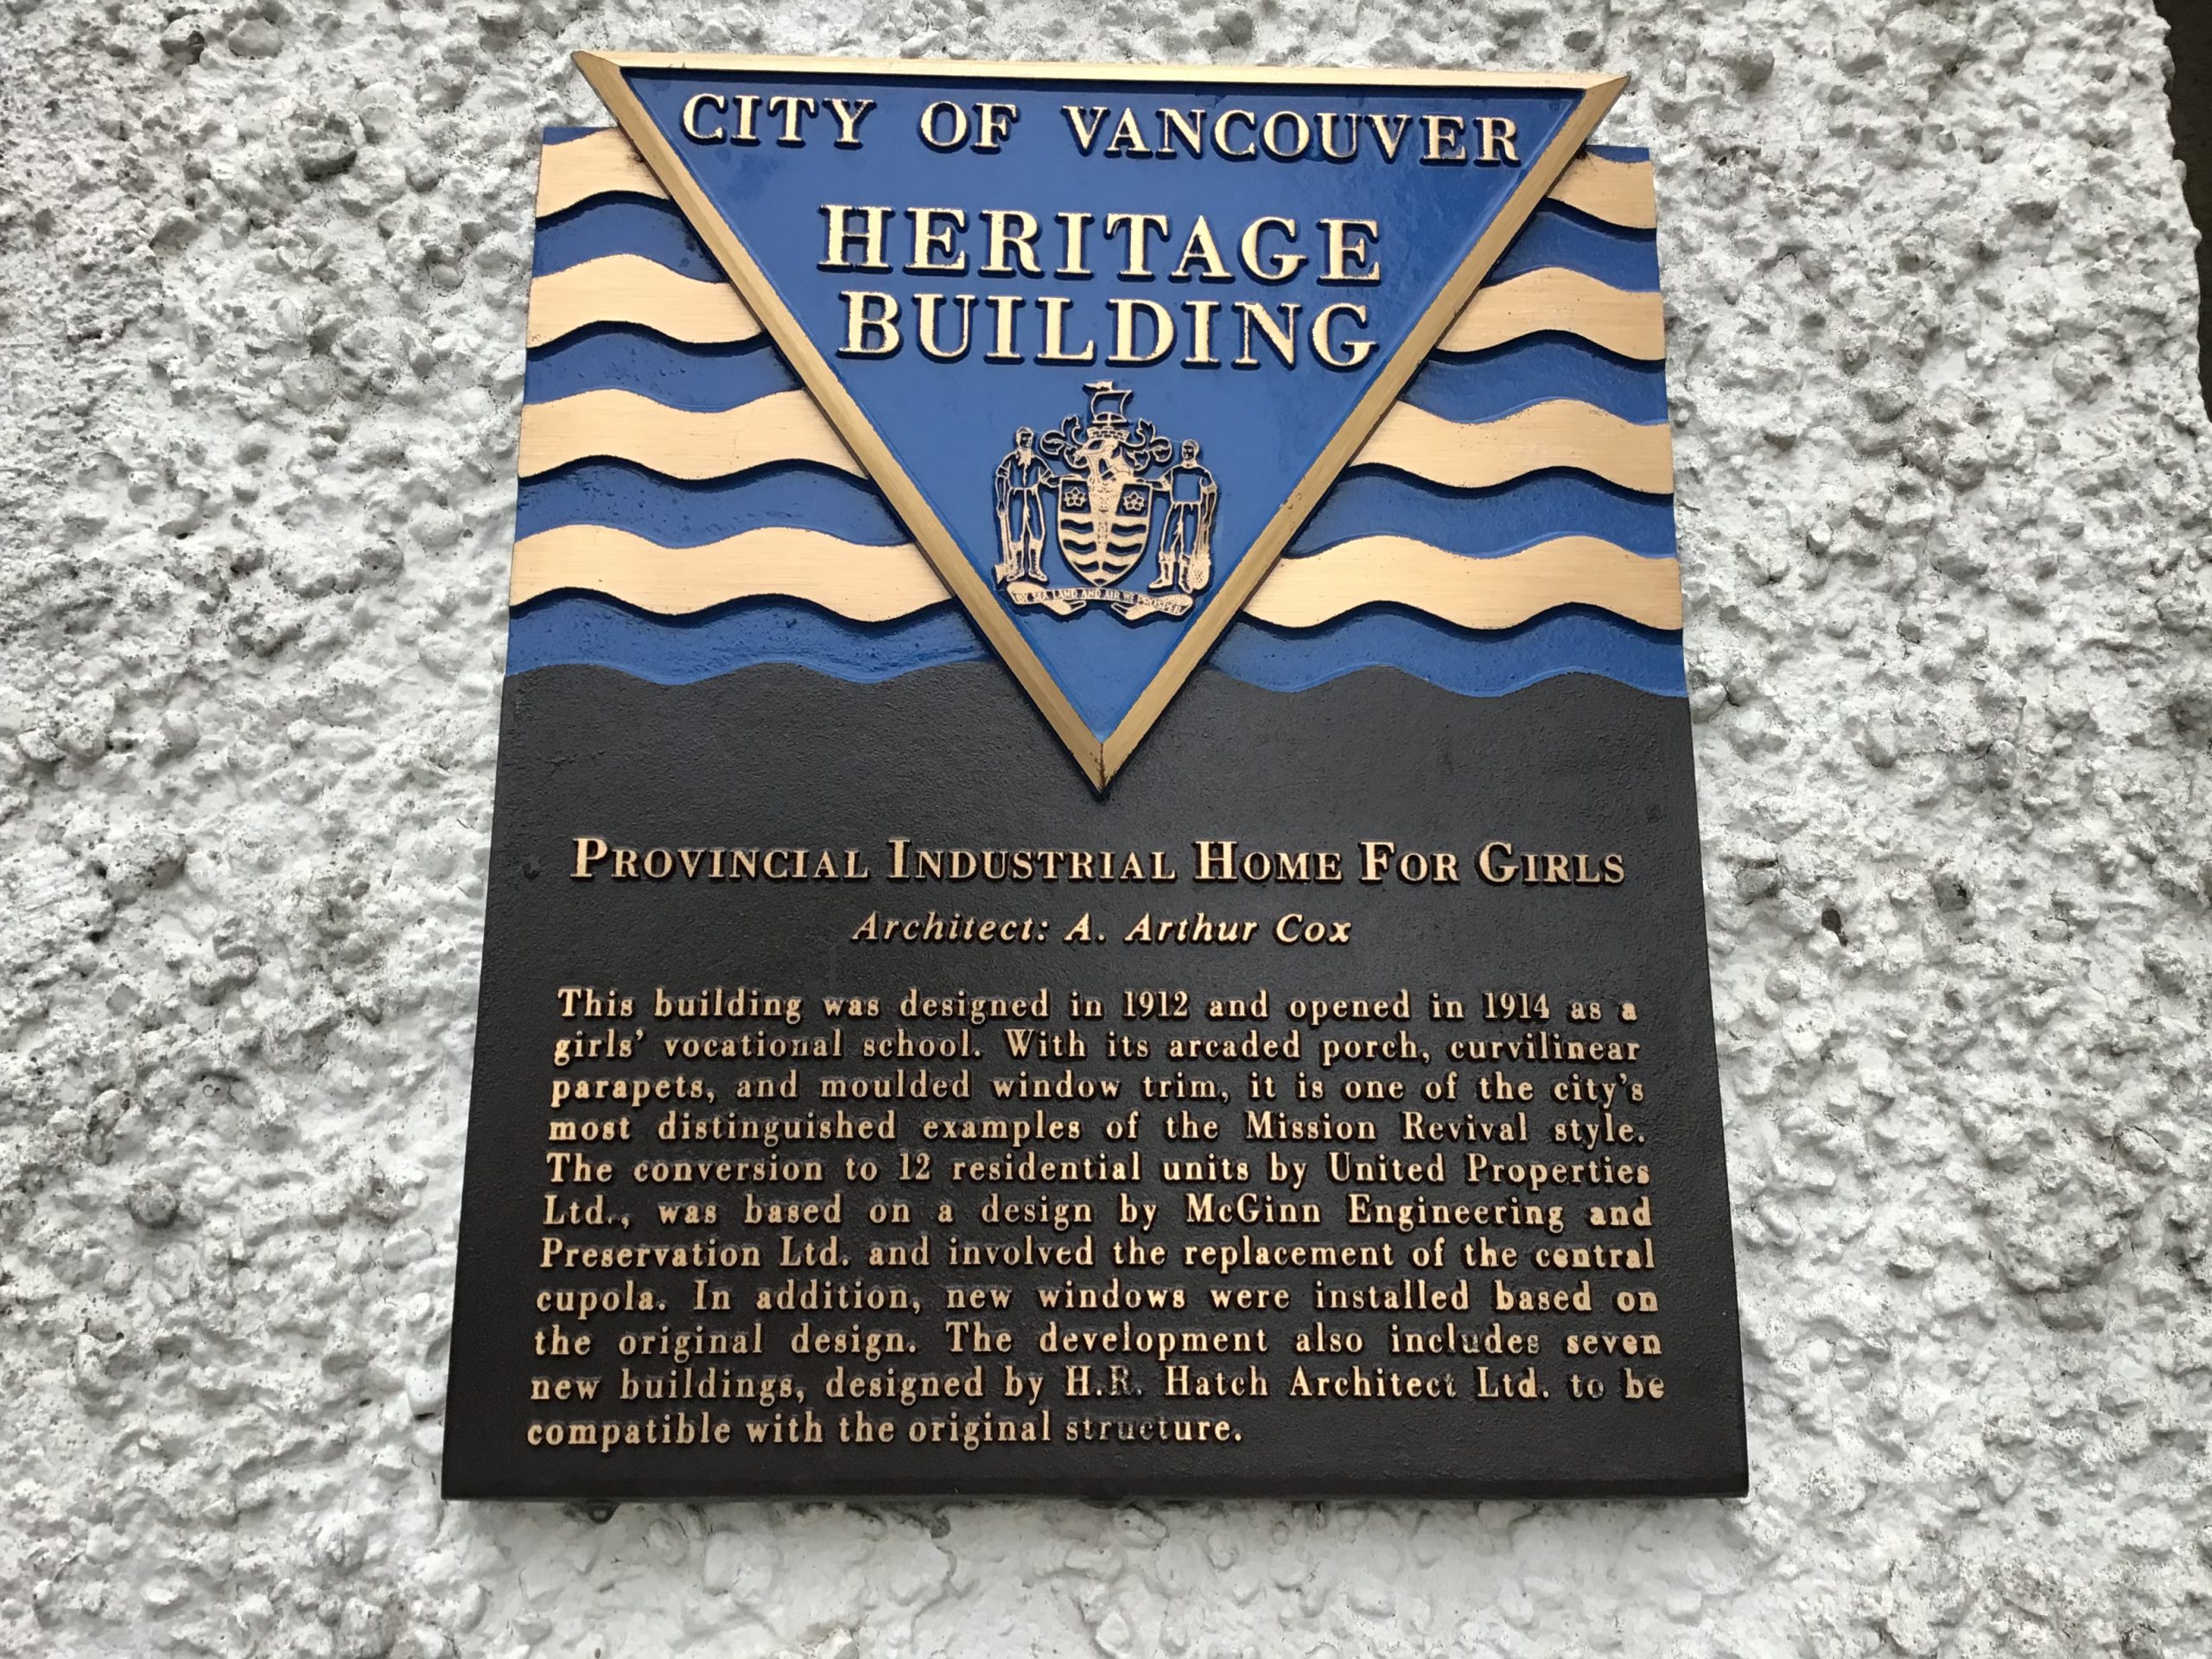 CITY OF VANCOUVER
HERITAGE
BUILDING
BY SEA LAND AND AIR WE PROSPER
PROVINCIAL INDUSTRIAL HOME FOR GIRLS
Architect: A. Arthur Cox
This building was designed in 1912 and opened in 1914 as a
girls' vocational school. With its arcaded porch, curvilinear
parapets, and moulded window trim, it is one of the city's
most distinguished examples of the Mission Revival style.
The conversion to 12 residential units by United Properties
Ltd., was based on a design by McGinn Engineering and
Preservation Ltd. and involved the replacement of the central
cupola. In addition, new windows were installed based on
the original design. The development also includes seven
new buildings, designed by H.R. Hatch Architect Ltd. to be
compatible with the original structure.